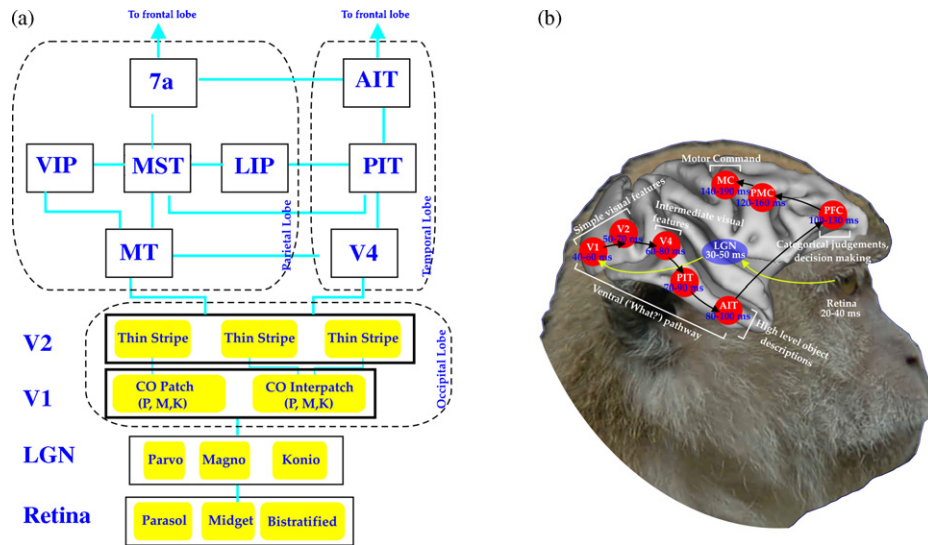 (a)
To frontal lobe
To frontal lobe
7a
AIT
VIP
MST
LIP
PIT
MT
V4
Parietal Lobe
Temporal Lobe
V2
Thin Stripe
Thin Stripe
Thin Stripe
V1
CO Patch
(P, M,K)
CO Interpatch
(P, M,K)
Occipital Lobe
LGN
Parvo
Magno
Konio
Retina
Parasol
Midget
Bistratified
(b)
Motor Command
MC
140-190 ms
PMC
120-160 ms
Simple visual features
Intermediate visual
features
PFC
100-130 ms
V2
50-70 ms
V1
40-60 ms
V4
60-80 ms
LGN
30-50 ms
Categorical judgements,
decision making
PIT
70-90 ms
AIT
80-100 ms
Retina
20-40 ms
Ventral ('What?') pathway
High level object
descriptions